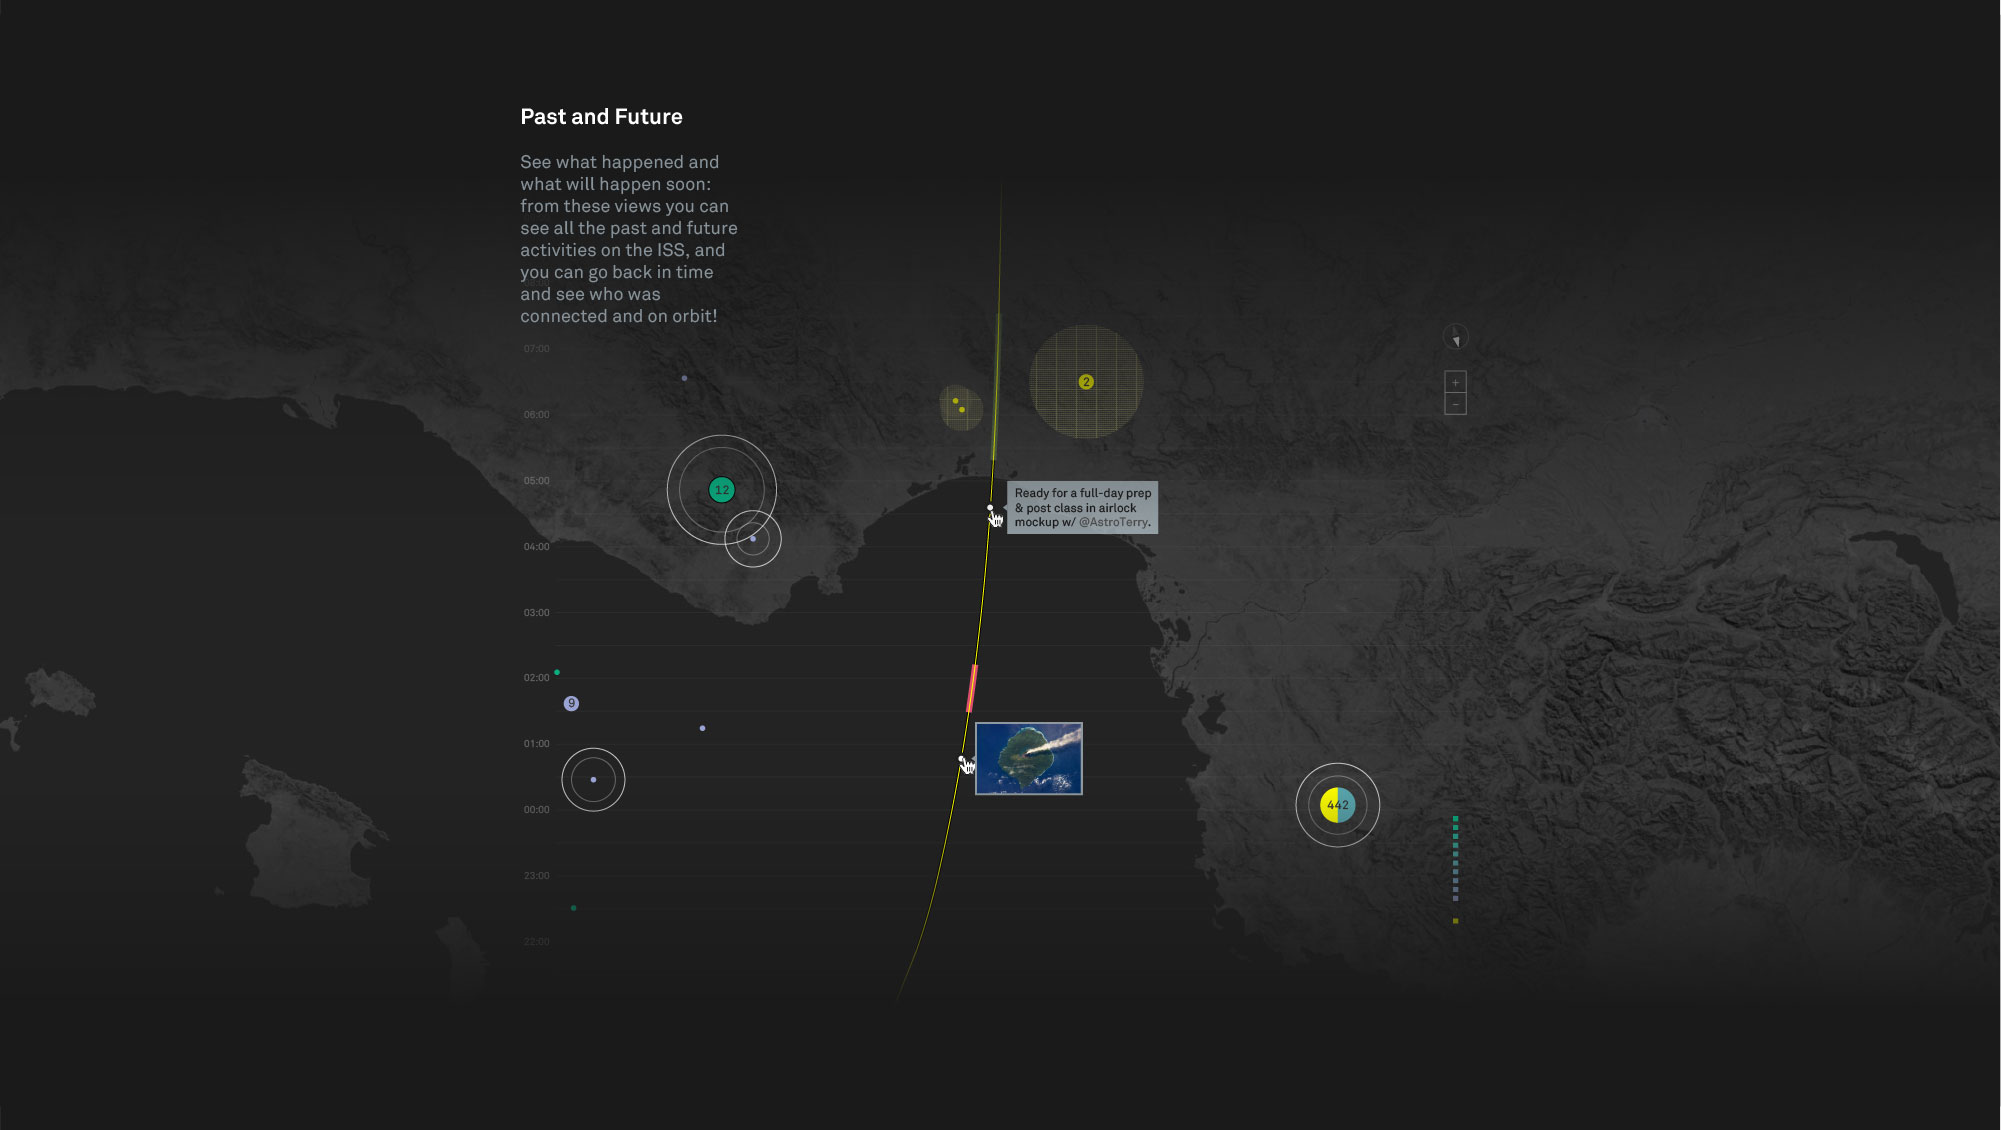 Past and Future
See what happened and
what will happen soon:
from these views you can
see all the past and future
activities on the ISS, and
you can go back in time
and see who was
connected and on orbit!
07:00
06:00
05:00
04:00
03:00
02:00
01:00
00:00
23:00
22:00
2
12
Ready for a full-day prep
& post class in airlock
mockup w/ @AstroTerry.
9
442
+
-